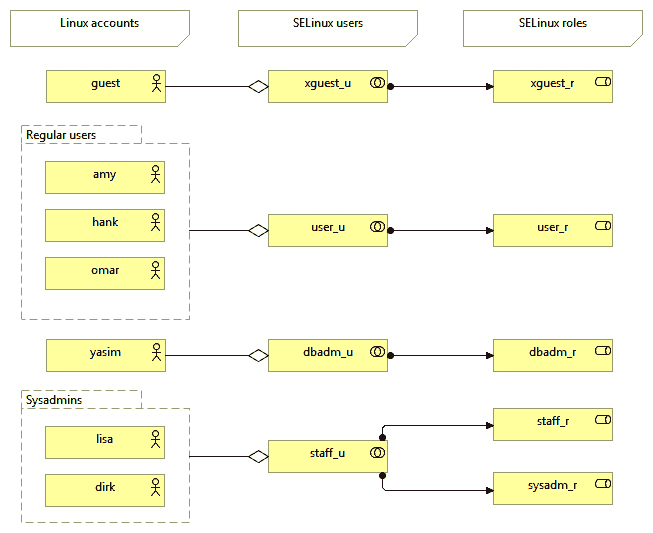 Linux accounts
SELinux users
SELinux roles
guest
xguest_u
xguest_r
Regular users
amy
hank
omar
user_u
user_r
yasim
dbadm_u
dbadm_r
Sysadmins
lisa
dirk
staff_u
staff_r
sysadm_r